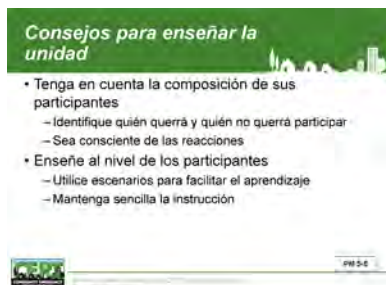 Consejos para enseñar la
unidad
• Tenga en cuenta la composición de sus
participantes
– Identifique quién querrá y quién no querrá participar
– Sea consciente de las reacciones
• Enseñe al nivel de los participantes
– Utilice escenarios para facilitar el aprendizaje
– Mantenga sencilla la instrucción